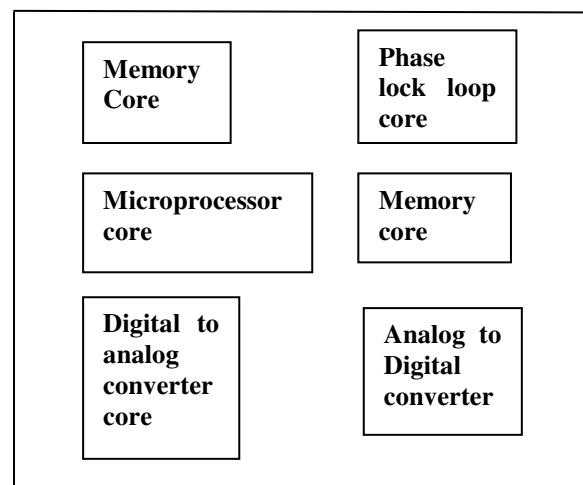 Memory
Core
Phase
lock loop
core
Microprocessor
core
Memory
core
Digital to
analog
converter
core
Analog to
Digital
converter